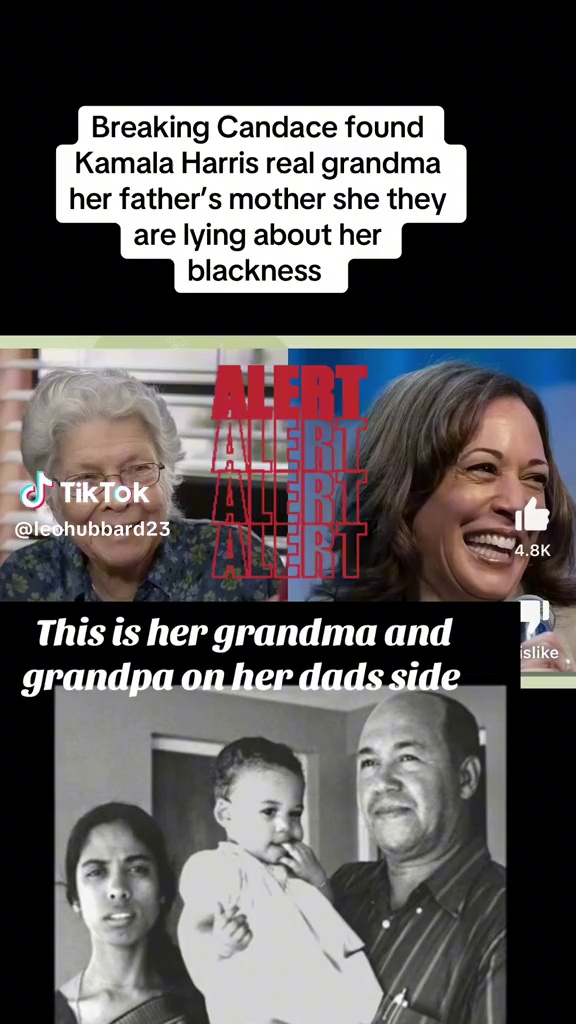 Breaking Candace found
Kamala Harris real grandma
her father's mother she they
are lying about her
blackness
ALERT
ALERT
ALERT
ALERT
TikTok
@leohubbard23
4.8K
islike
This is her grandma and
grandpa on her dads side